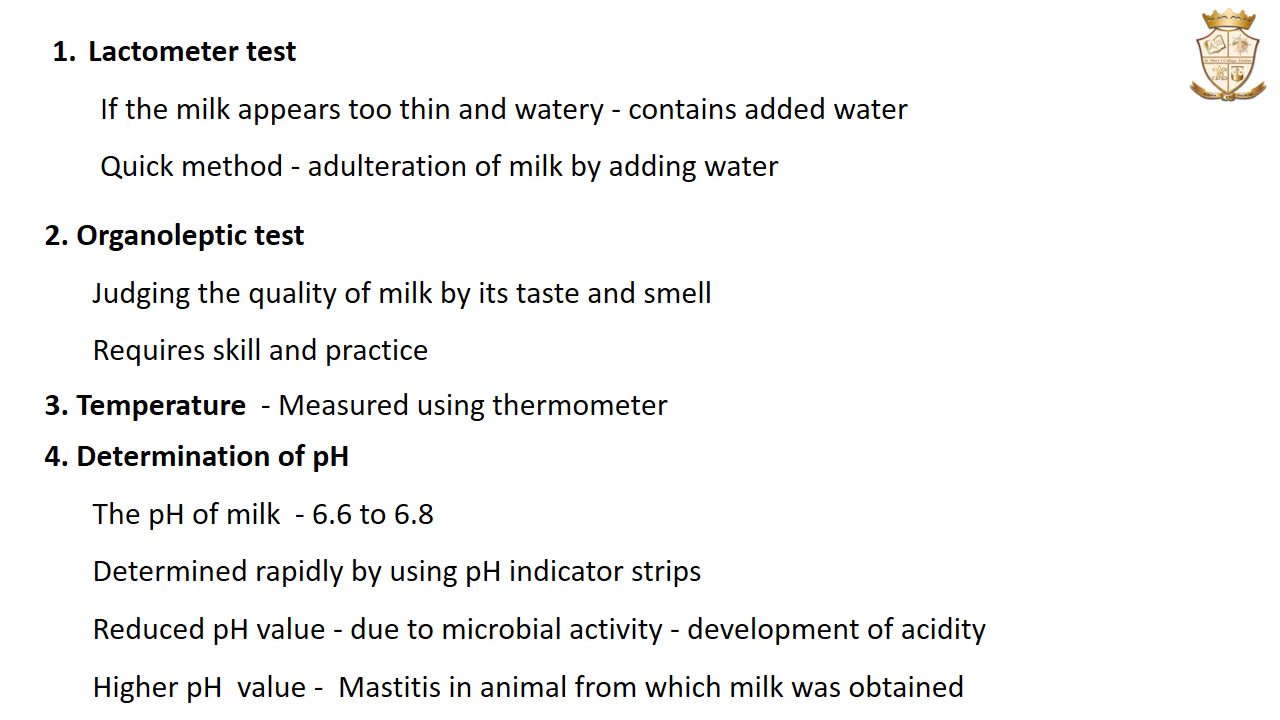 1. Lactometer test
If the milk appears too thin and watery - contains added water
Quick method - adulteration of milk by adding water
2. Organoleptic test
Judging the quality of milk by its taste and smell
Requires skill and practice
3. Temperature - Measured using thermometer
4. Determination of pH
The pH of milk - 6.6 to 6.8
Determined rapidly by using pH indicator strips
Reduced pH value - due to microbial activity - development of acidity
Higher pH value - Mastitis in animal from which milk was obtained